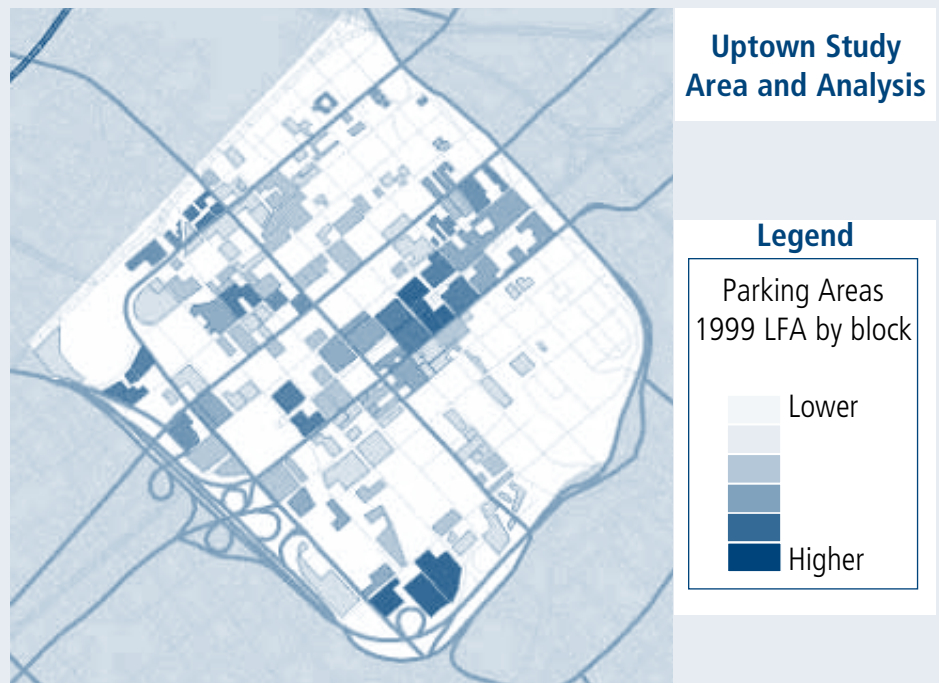 Uptown Study
Area and Analysis
Legend
Parking Areas
1999 LFA by block
Lower
Higher